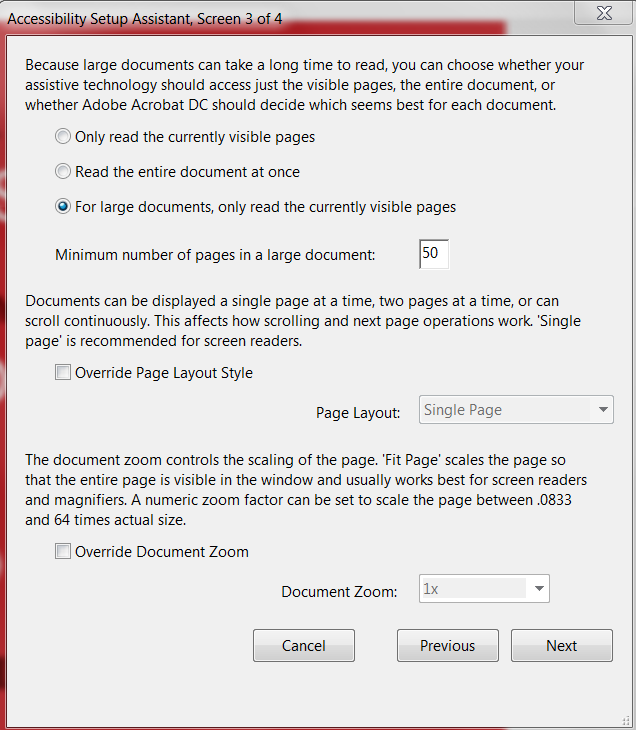 Accessibility Setup Assistant, Screen 3 of 4
Because large documents can take a long time to read, you can choose whether your
assistive technology should access just the visible pages, the entire document, or
whether Adobe Acrobat DC should decide which seems best for each document.
Only read the currently visible pages
Read the entire document at once
For large documents, only read the currently visible pages
Minimum number of pages in a large document: 50
Documents can be displayed a single page at a time, two pages at a time, or can
scroll continuously. This affects how scrolling and next page operations work. 'Single
page' is recommended for screen readers.
Override Page Layout Style
Page Layout: Single Page
The document zoom controls the scaling of the page. 'Fit Page' scales the page so
that the entire page is visible in the window and usually works best for screen readers
and magnifiers. A numeric zoom factor can be set to scale the page between .0833
and 64 times actual size.
Override Document Zoom
Document Zoom: 1x
Cancel Previous Next